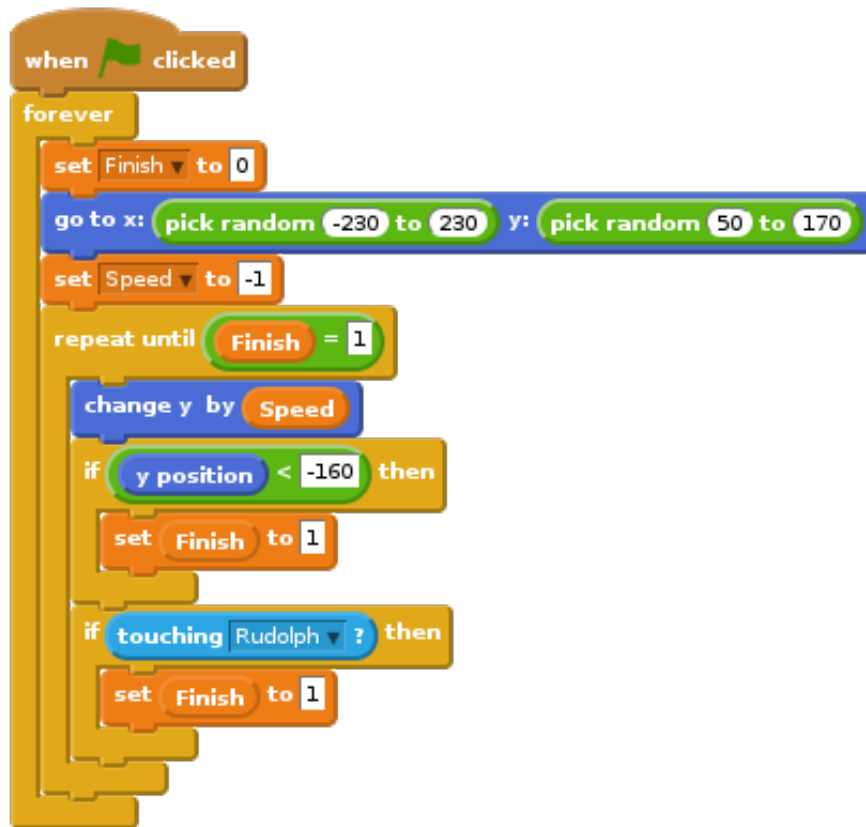 when clicked
forever
set Finish to 0
go to x: pick random -230 to 230 y: pick random 50 to 170
set Speed to -1
repeat until Finish = 1
change y by Speed
if y position < -160 then
set Finish to 1
if touching Rudolph ? then
set Finish to 1